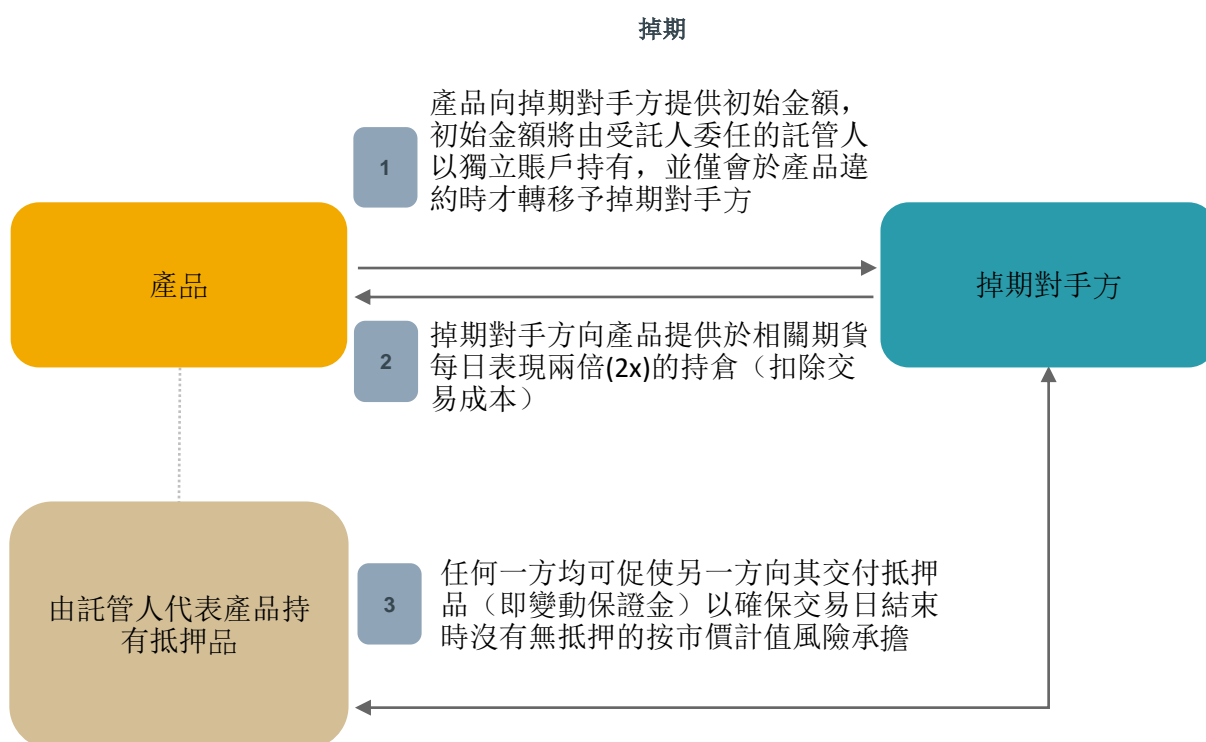 掉期
產品向掉期對手方提供初始金額，
初始金額將由受託人委任的託管人
以獨立賬戶持有，並僅會於產品違
約時才轉移予掉期對手方
1
產品
掉期對手方
掉期對手方向產品提供於相關期貨
每日表現兩倍(2x)的持倉（扣除交
易成本）
2
由託管人代表產品持
有抵押品
任何一方均可促使另一方向其交付抵押
品（即變動保證金）以確保交易日結束
時沒有無抵押的按市價計值風險承擔
3